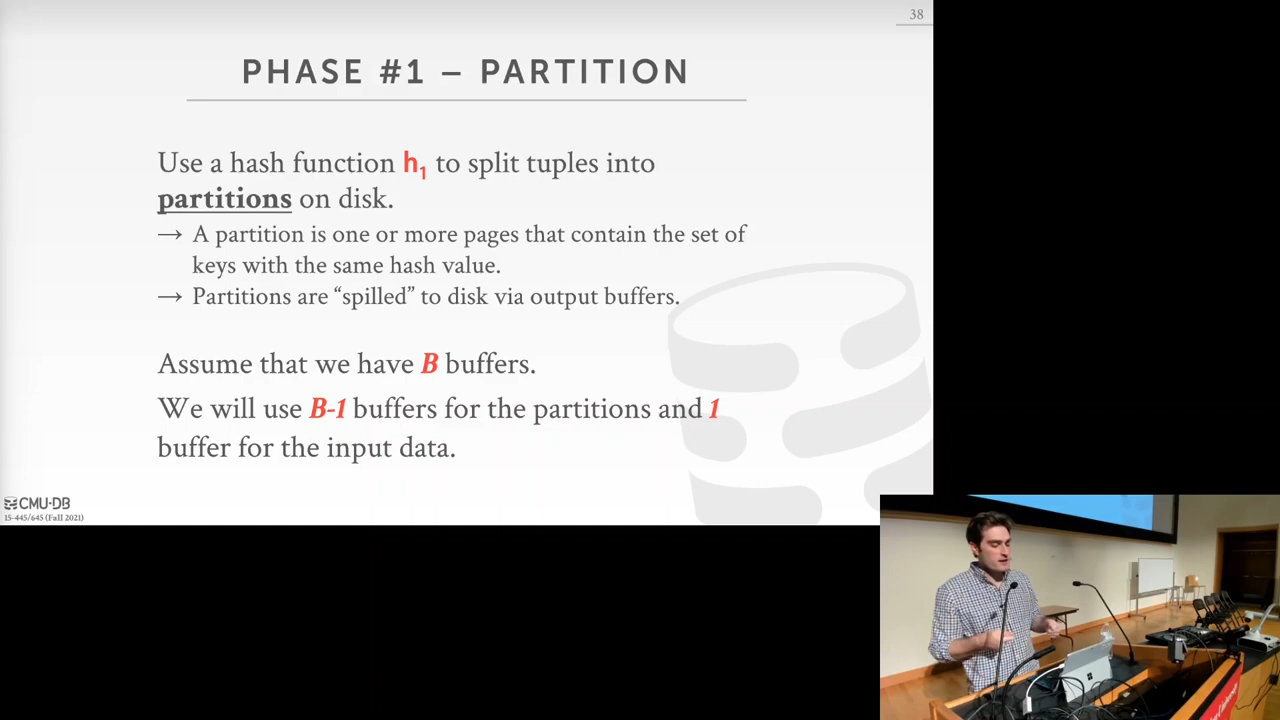 38
PHASE #1 – PARTITION
Use a hash function h1 to split tuples into
partitions on disk.
→ A partition is one or more pages that contain the set of
keys with the same hash value.
→ Partitions are “spilled” to disk via output buffers.
Assume that we have B buffers.
We will use B-1 buffers for the partitions and 1
buffer for the input data.
CMU·DB
15-445/645 (Fall 2021)